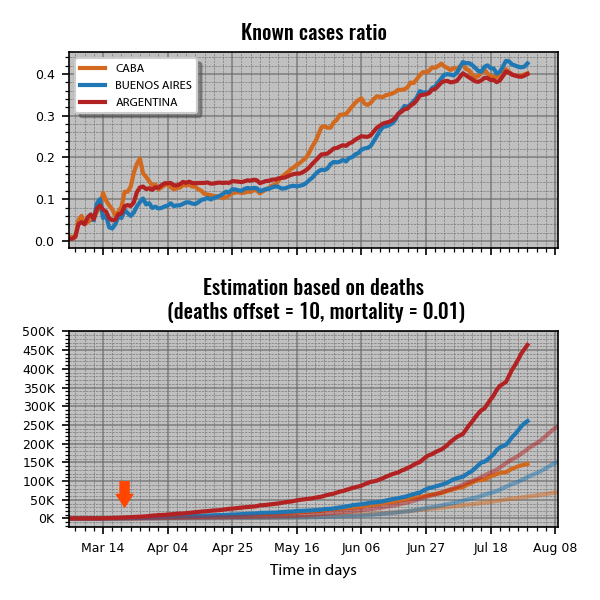 Known cases ratio
CABA
BUENOS AIRES
ARGENTINA
0.4
0.3
0.2
0.1
0.0
Estimation based on deaths
(deaths offset = 10, mortality = 0.01)
500K
450K
400K
350K
300K
250K
200K
150K
100K
50K
0K
Mar 14 Apr 04 Apr 25 May 16 Jun 06 Jun 27 Jul 18 Aug 08
Time in days